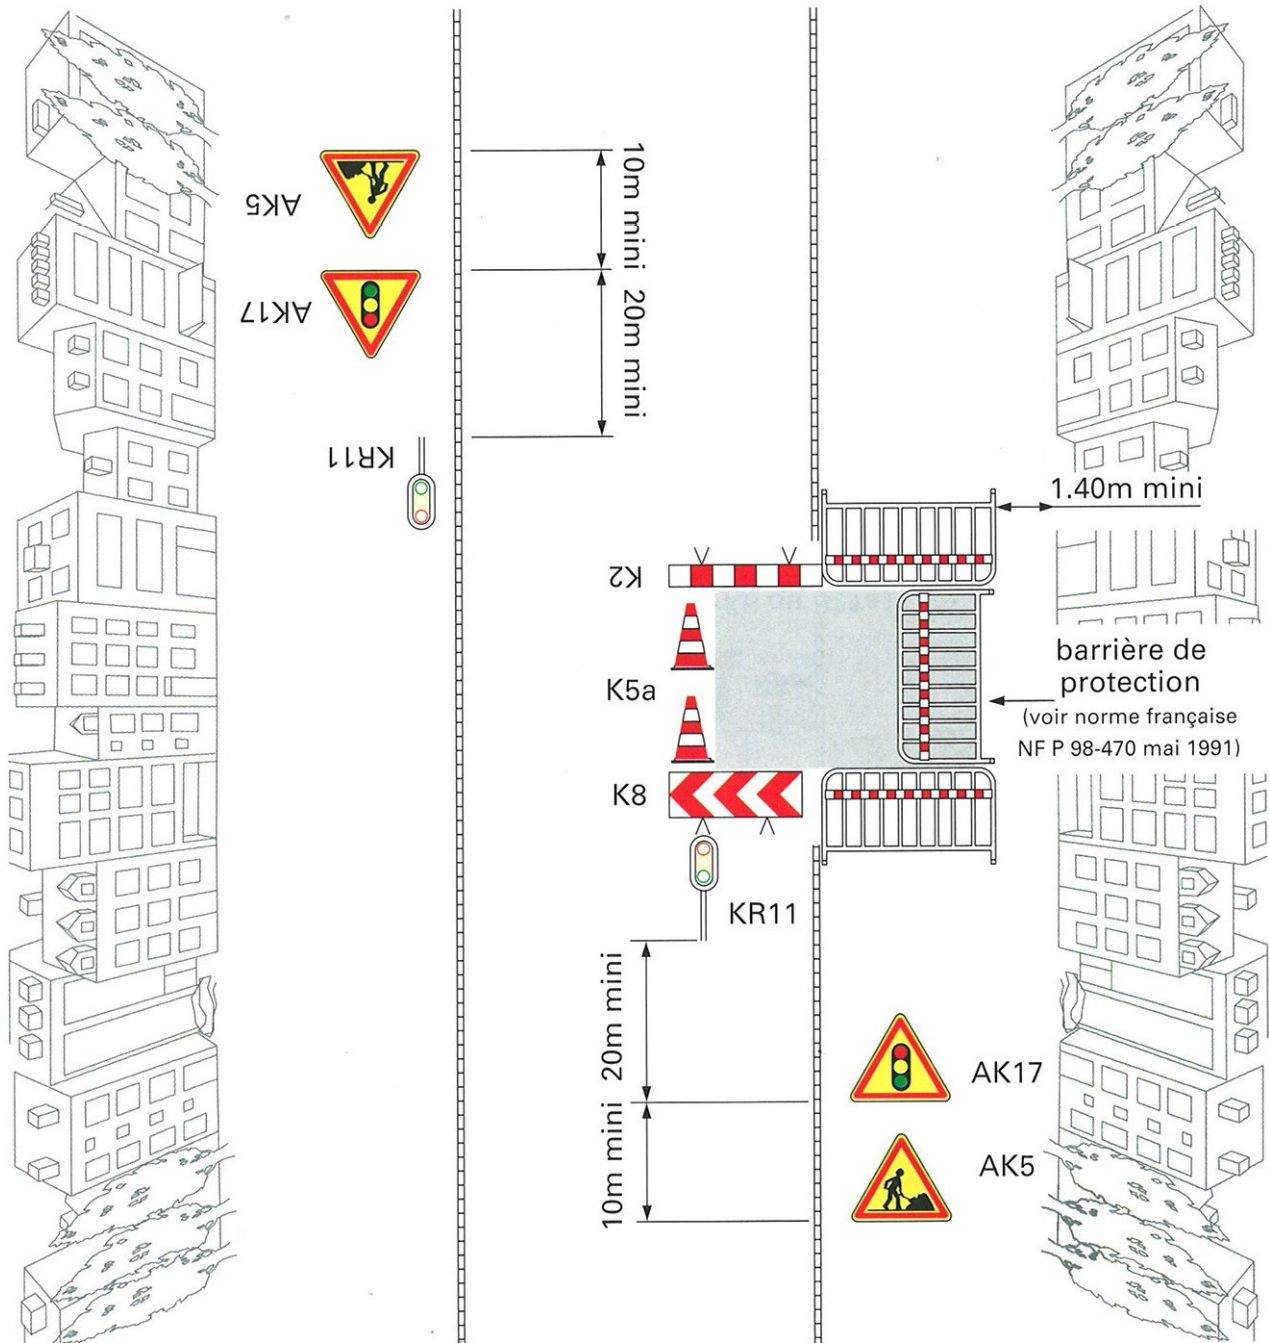 AK5
10m mini
AK17
20m mini
KR11
1.40m mini
K2
barrière de
protection
(voir norme française
NF P 98-470 mai 1991)
K5a
K8
KR11
20m mini
AK17
10m mini
AK5